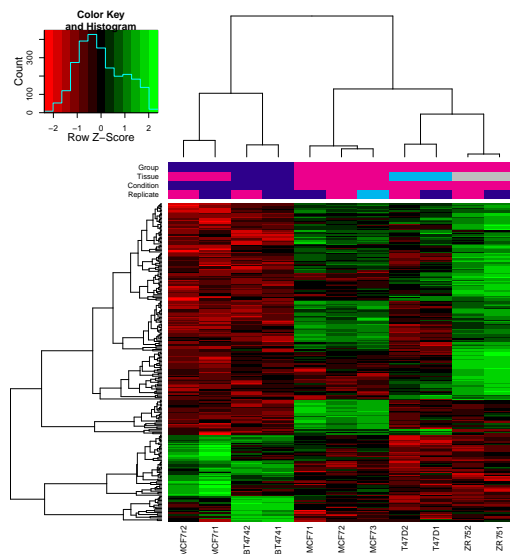 Color Key
and Histogram
Count
0 100 300
−2 −1 0 1 2
Row Z−Score
Group
Tissue
Condition
Replicate
MCF7r2
MCF7r1
BT4742
BT4741
MCF71
MCF72
MCF73
T47D2
T47D1
ZR752
ZR751